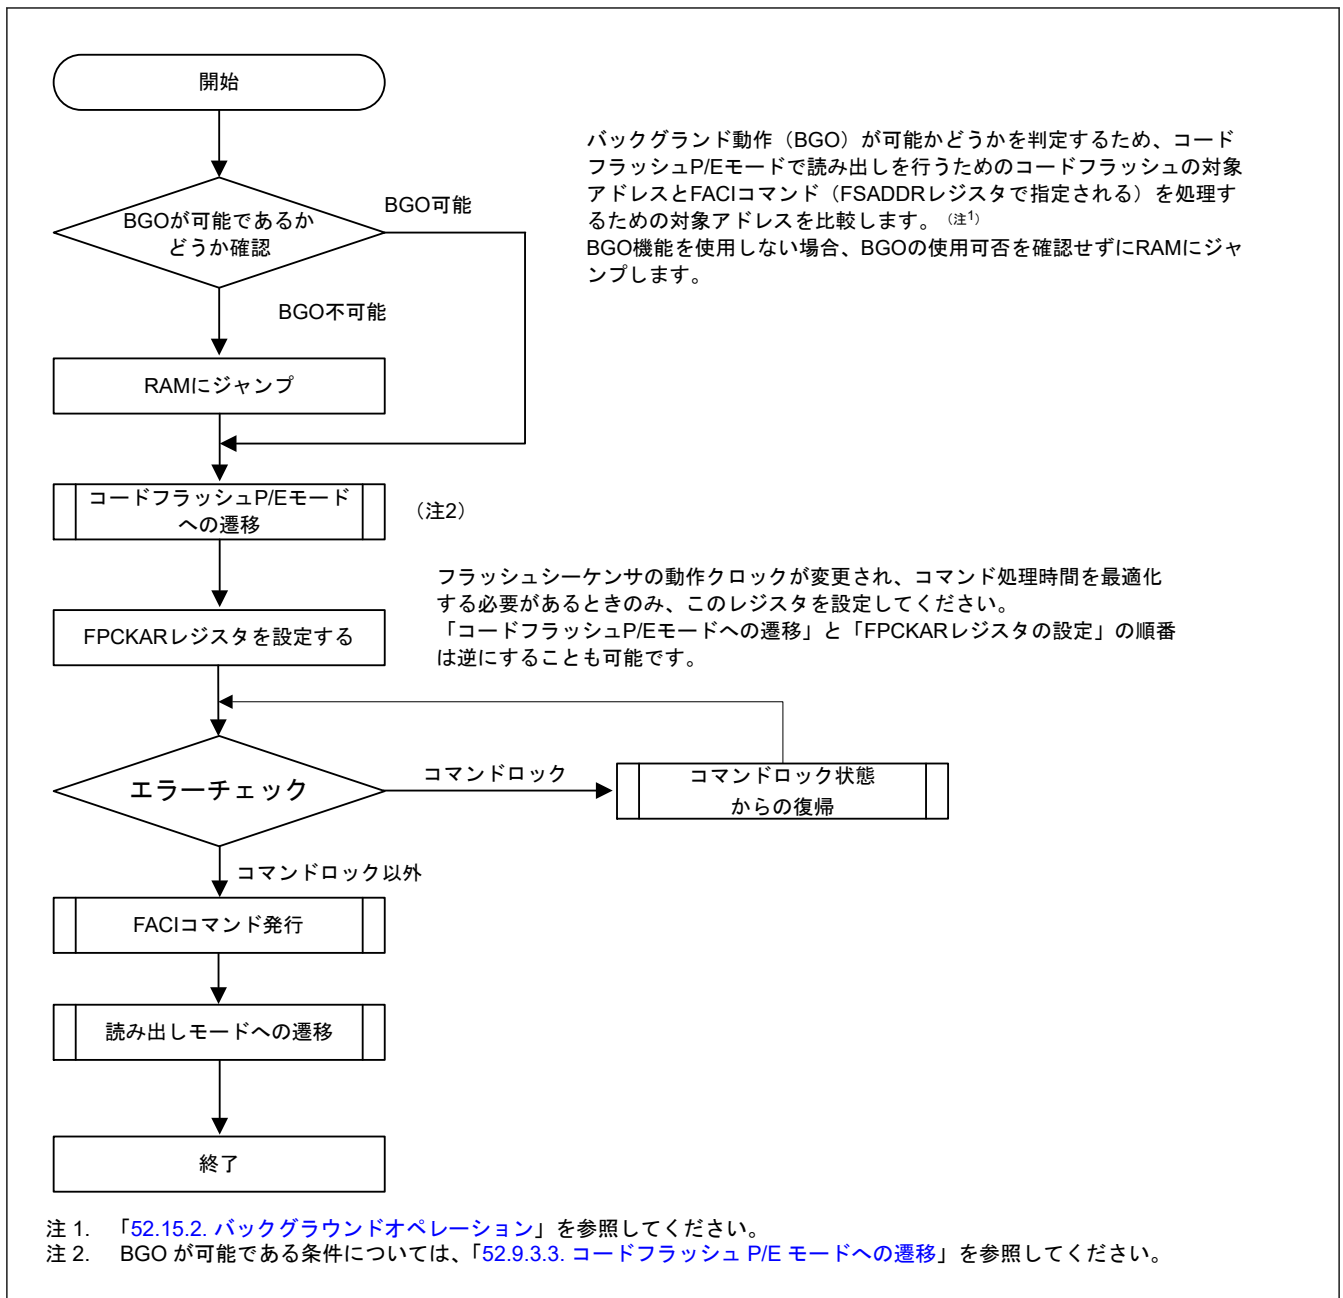 開始
バックグランド動作（BGO）が可能かどうかを判定するため、コード
フラッシュP/Eモードで読み出しを行うためのコードフラッシュの対象
アドレスとFACIコマンド（FSADDRレジスタで指定される）を処理す
るための対象アドレスを比較します。（注1）
BGO機能を使用しない場合、BGOの使用可否を確認せずにRAMにジャ
ンプします。
BGOが可能であるか
どうか確認
BGO可能
BGO不可能
RAMにジャンプ
コードフラッシュP/Eモード
への遷移
（注2）
フラッシュシーケンサの動作クロックが変更され、コマンド処理時間を最適化
する必要があるときのみ、このレジスタを設定してください。
「コードフラッシュP/Eモードへの遷移」と「FPCKARレジスタの設定」の順番
は逆にすることも可能です。
FPCKARレジスタを設定する
エラーチェック
コマンドロック
コマンドロック状態
からの復帰
コマンドロック以外
FACIコマンド発行
読み出しモードへの遷移
終了
注 1. 「52.15.2. バックグラウンドオペレーション」を参照してください。
注 2. BGO が可能である条件については、「52.9.3.3. コードフラッシュ P/E モードへの遷移」を参照してください。